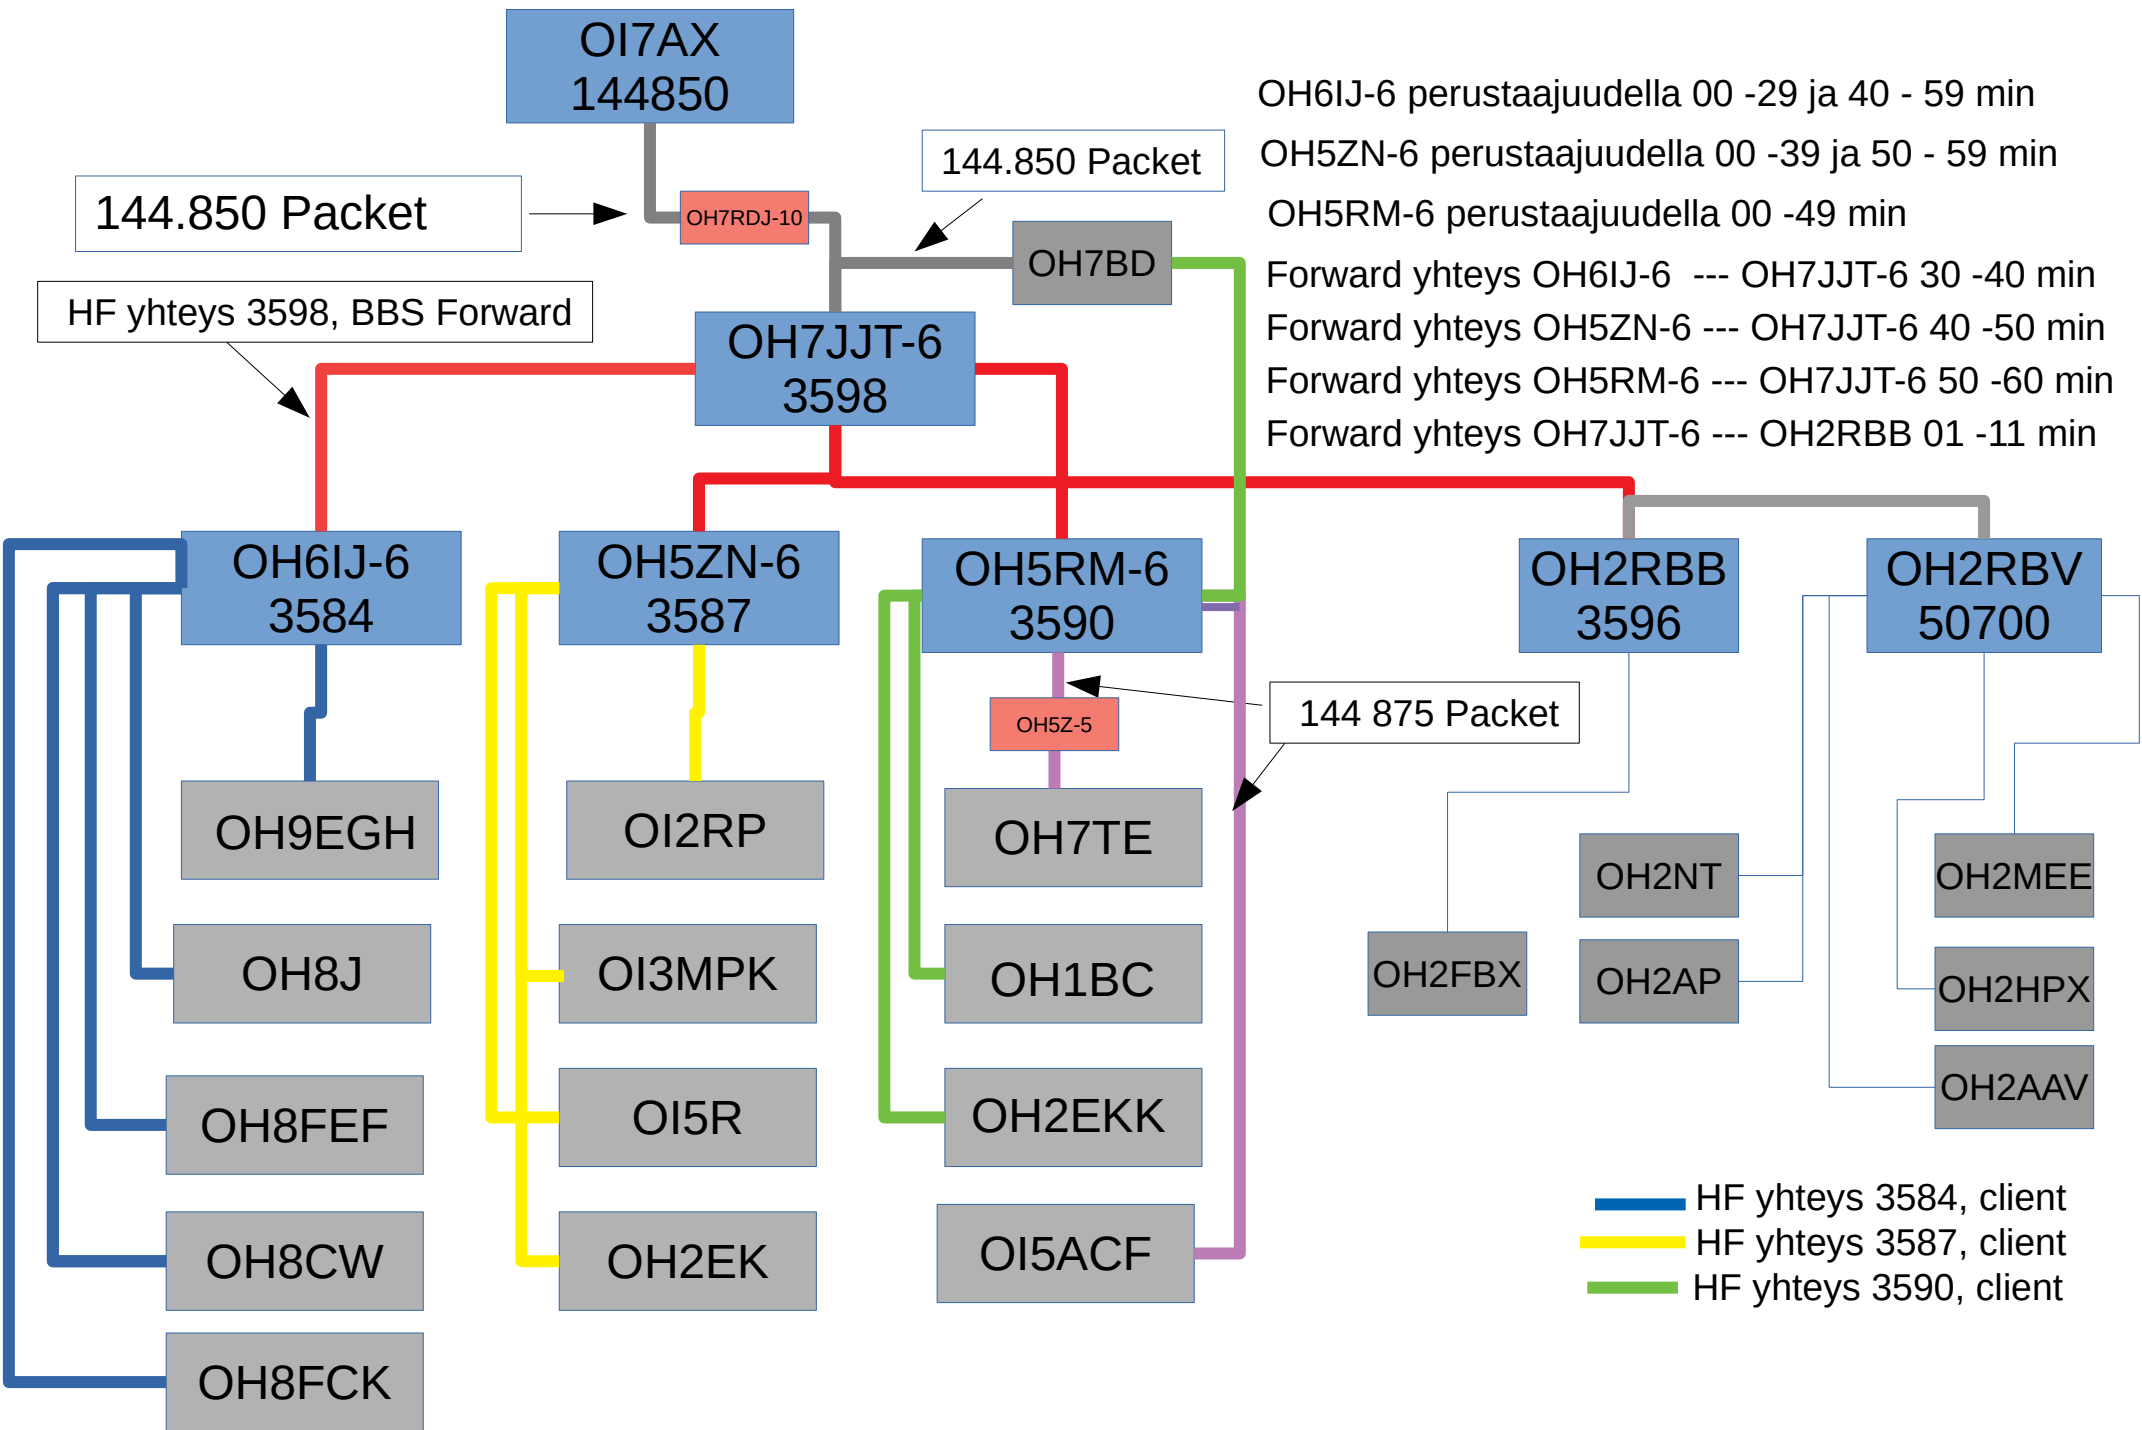 OI7AX
144850
OH6IJ-6 perustaajuudella 00 -29 ja 40 - 59 min
144.850 Packet
OH5ZN-6 perustaajuudella 00 -39 ja 50 - 59 min
144.850 Packet
OH7RDJ-10
OH5RM-6 perustaajuudella 00 -49 min
OH7BD
Forward yhteys OH6IJ-6  --- OH7JJT-6 30 -40 min
HF yhteys 3598, BBS Forward
Forward yhteys OH5ZN-6 --- OH7JJT-6 40 -50 min
OH7JJT-6
3598
Forward yhteys OH5RM-6 --- OH7JJT-6 50 -60 min
Forward yhteys OH7JJT-6 --- OH2RBB 01 -11 min
OH6IJ-6
3584
OH5ZN-6
3587
OH5RM-6
3590
OH2RBB
3596
OH2RBV
50700
144 875 Packet
OH5Z-5
OH9EGH
OI2RP
OH7TE
OH2NT
OH2MEE
OH8J
OI3MPK
OH1BC
OH2FBX
OH2AP
OH2HPX
OH8FEF
OI5R
OH2EKK
OH2AAV
OH8CW
OH2EK
OI5ACF
HF yhteys 3584, client
HF yhteys 3587, client
HF yhteys 3590, client
OH8FCK